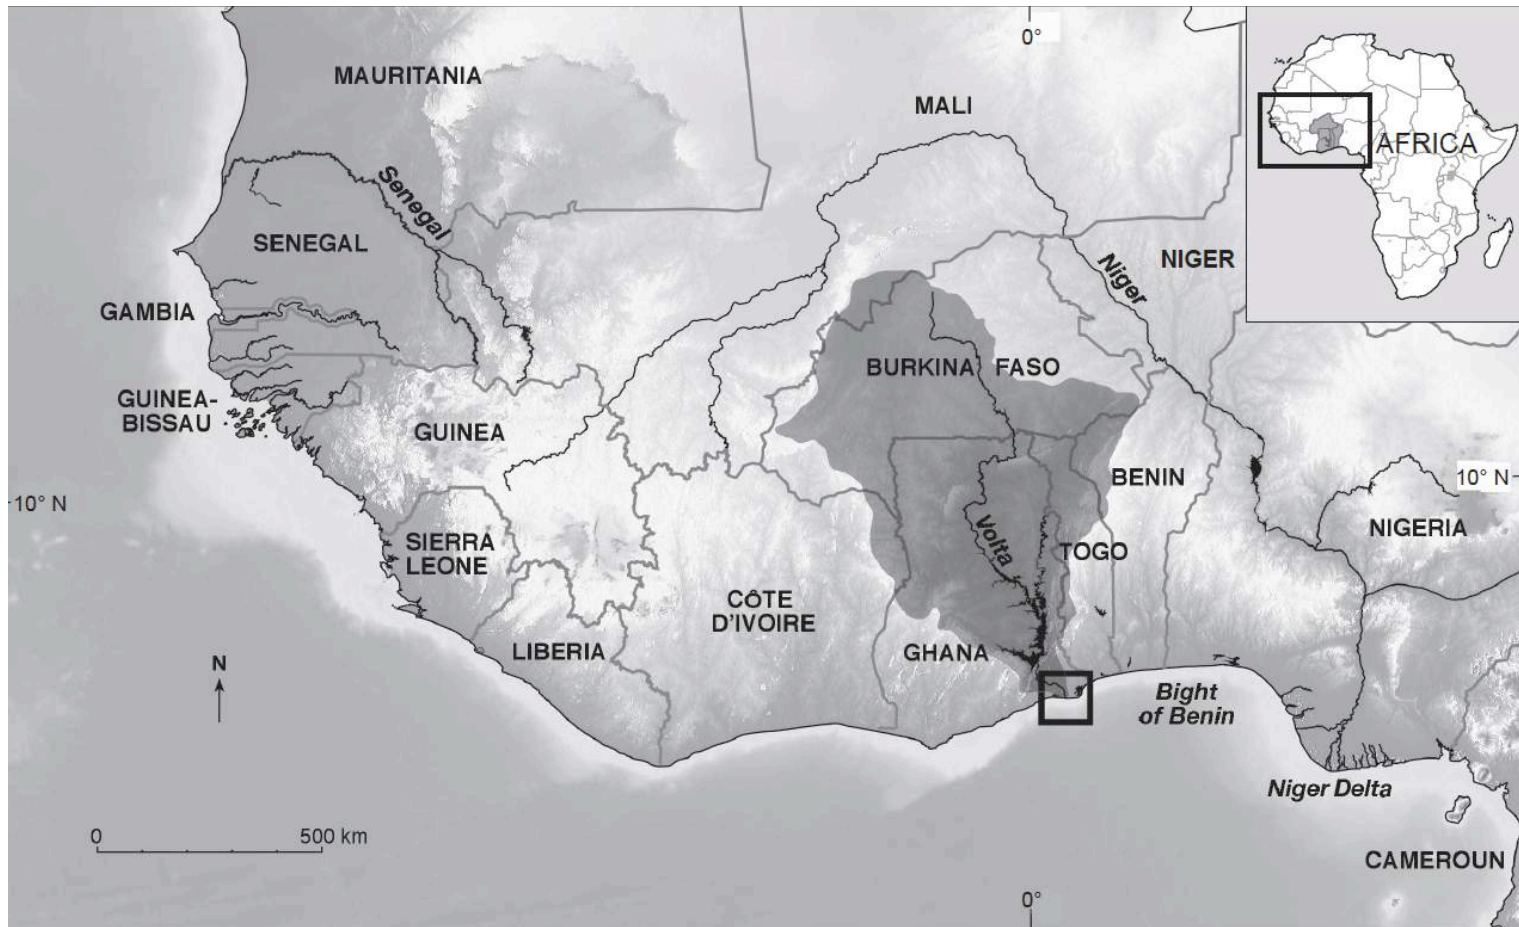 0°
MAURITANIA
MALI
AFRICA
Senegal
SENEGAL
Niger
NIGER
GAMBIA
BURKINA FASO
GUINEA-
BISSAU
GUINEA
BENIN
10° N
10° N
Volta
NIGERIA
SIERRA
LEONE
TOGO
CÔTE
D'IVOIRE
LIBERIA
GHANA
N
Bight
of Benin
Niger Delta
0 500 km
CAMEROUN
0°